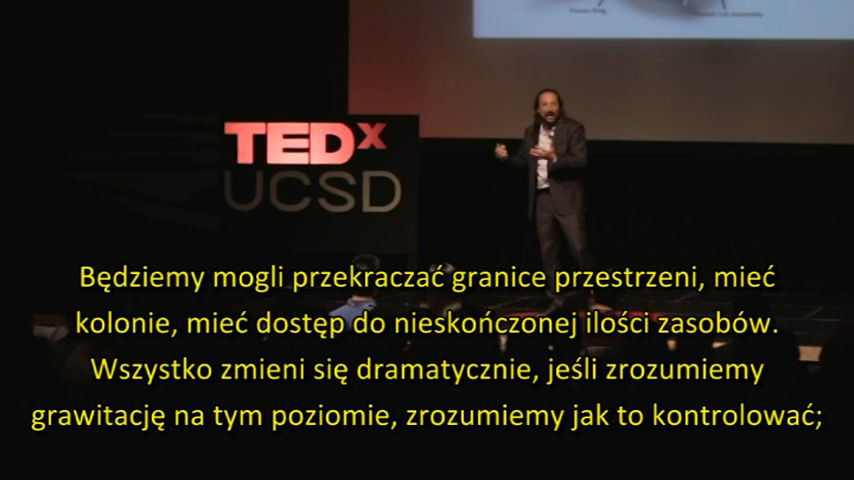 TEDx
UCSD
Będziemy mogli przekraczać granice przestrzeni, mieć
kolonie, mieć dostęp do nieskończonej ilości zasobów.
Wszystko zmieni się dramatycznie, jeśli zrozumiemy
grawitację na tym poziomie, zrozumiemy jak to kontrolować;